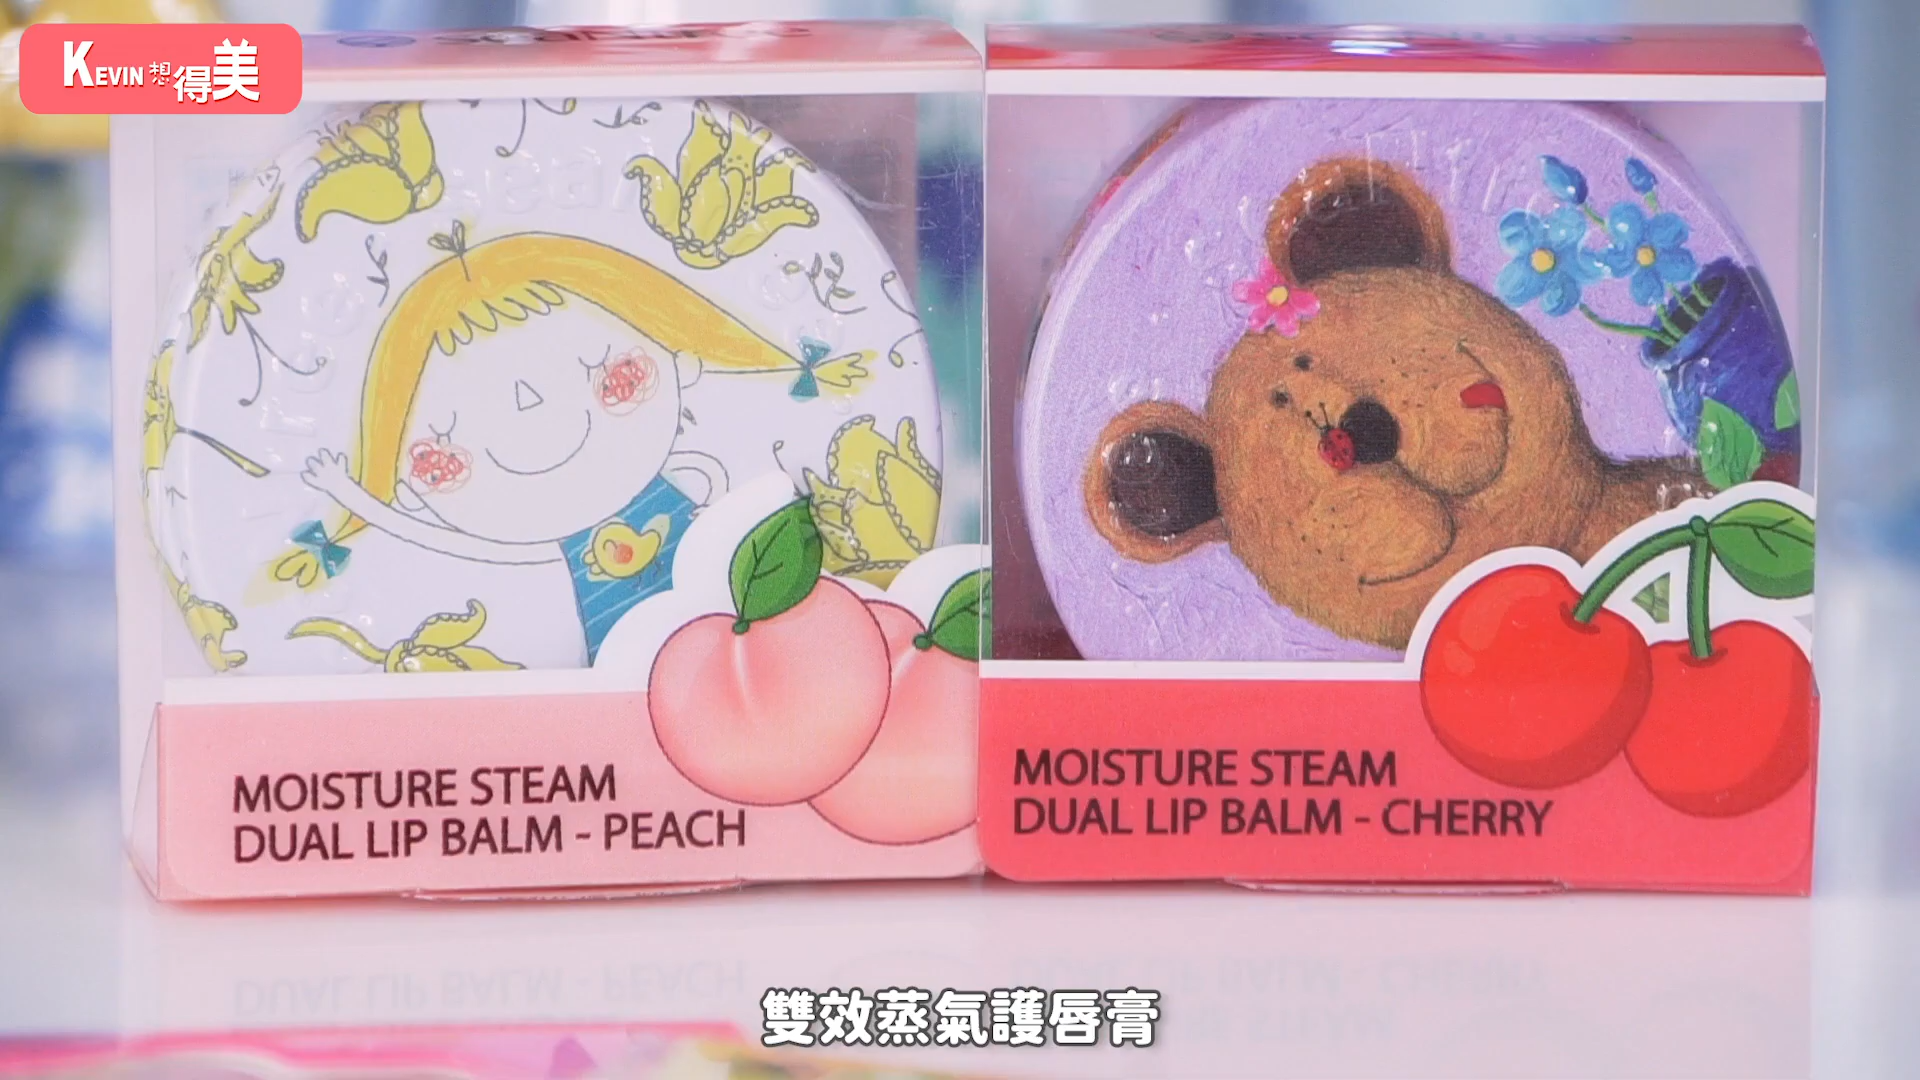 KEVIN想得美
MOISTURE STEAM
DUAL LIP BALM - PEACH
MOISTURE STEAM
DUAL LIP BALM - CHERRY
雙效蒸氣護唇膏